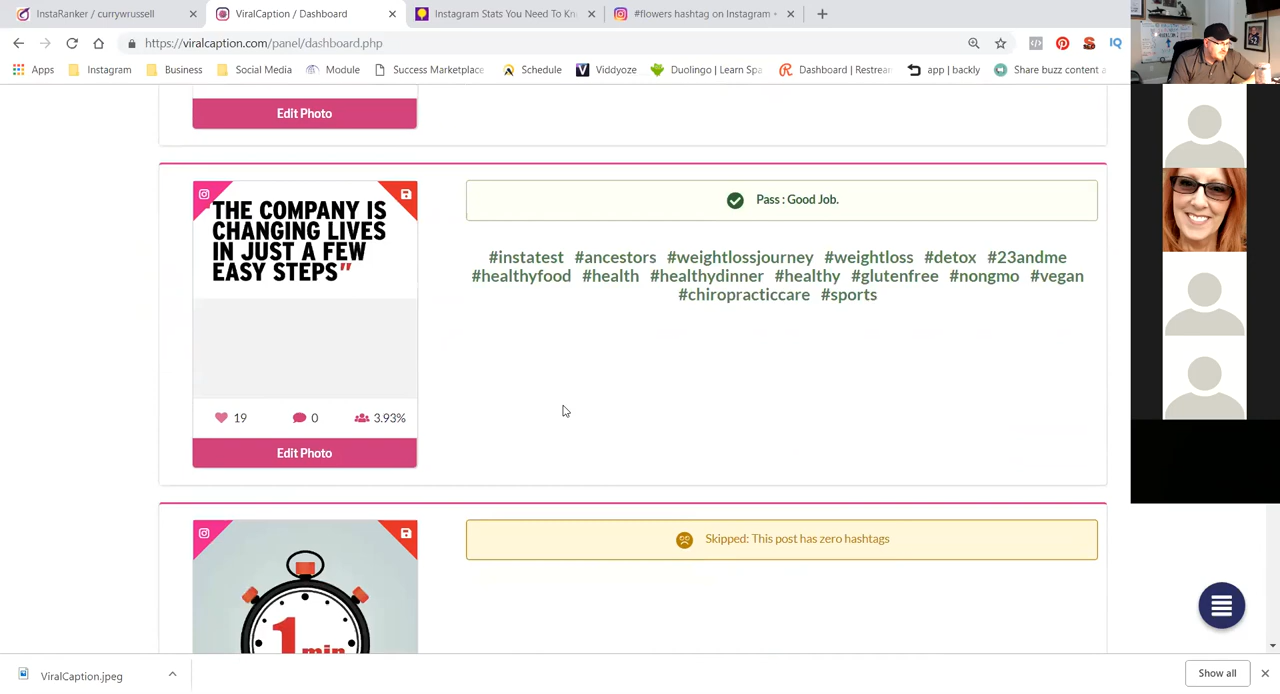 InstaRanker / currywrussell
ViralCaption / Dashboard
Instagram Stats You Need To Kn
#flowers hashtag on Instagram •
https://viralcaption.com/panel/dashboard.php
IQ
Apps
Instagram
Business
Social Media
Module
Success Marketplace
Schedule
Viddyoze
Duolingo | Learn Spa
Dashboard | Restream
app | backly
Share buzz content a
Edit Photo
THE COMPANY IS
CHANGING LIVES
IN JUST A FEW
EASY STEPS”
Pass : Good Job.
#instatest #ancestors #weightlossjourney #weightloss #detox #23andme
#healthyfood #health #healthydinner #healthy #glutenfree #nongmo #vegan
#chiropracticcare #sports
19
0
3.93%
Edit Photo
Skipped: This post has zero hashtags
1
min
ViralCaption.jpeg
Show all